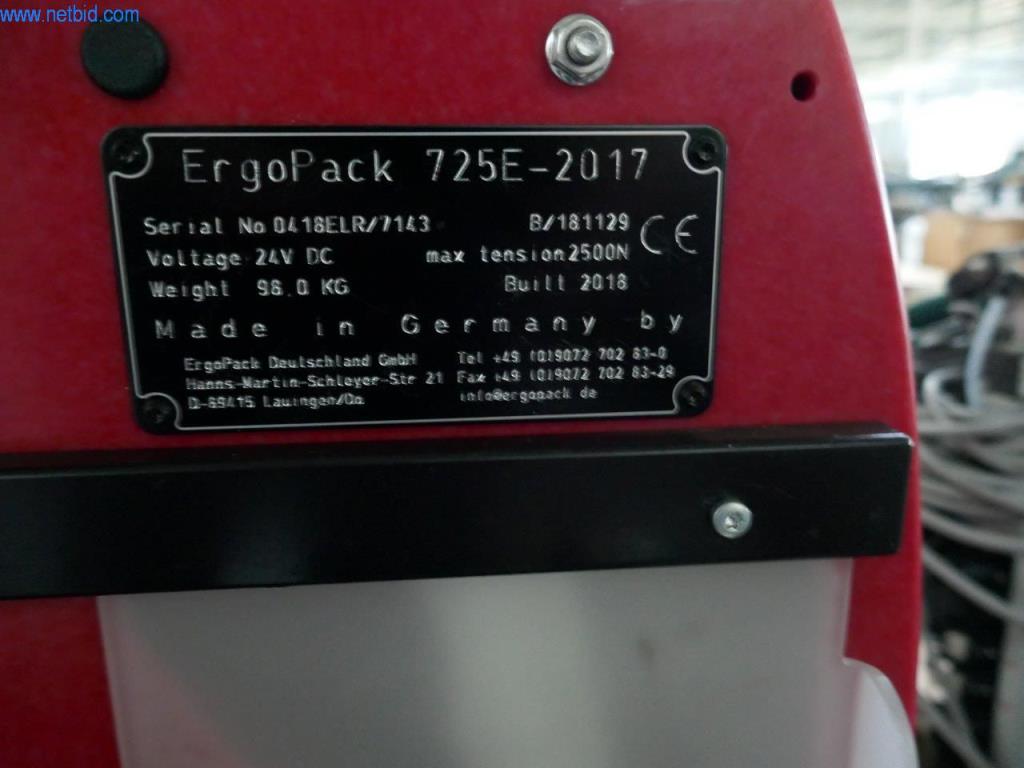 www.netbid.com
ErgoPack 725E-2017
Serial No 0418ELR/7143 B/181129
Voltage 24V DC max tension 2500N CE
Weight 98.0 KG Built 2018
Made in Germany by
ErgoPack Deutschland GmbH Tel +49 (0)9072 702 83-0
Hanns-Martin-Schleyer-Str 21 Fax +49 (0)9072 702 83-29
D-89415 Lauingen/Do. info@ergopack.de